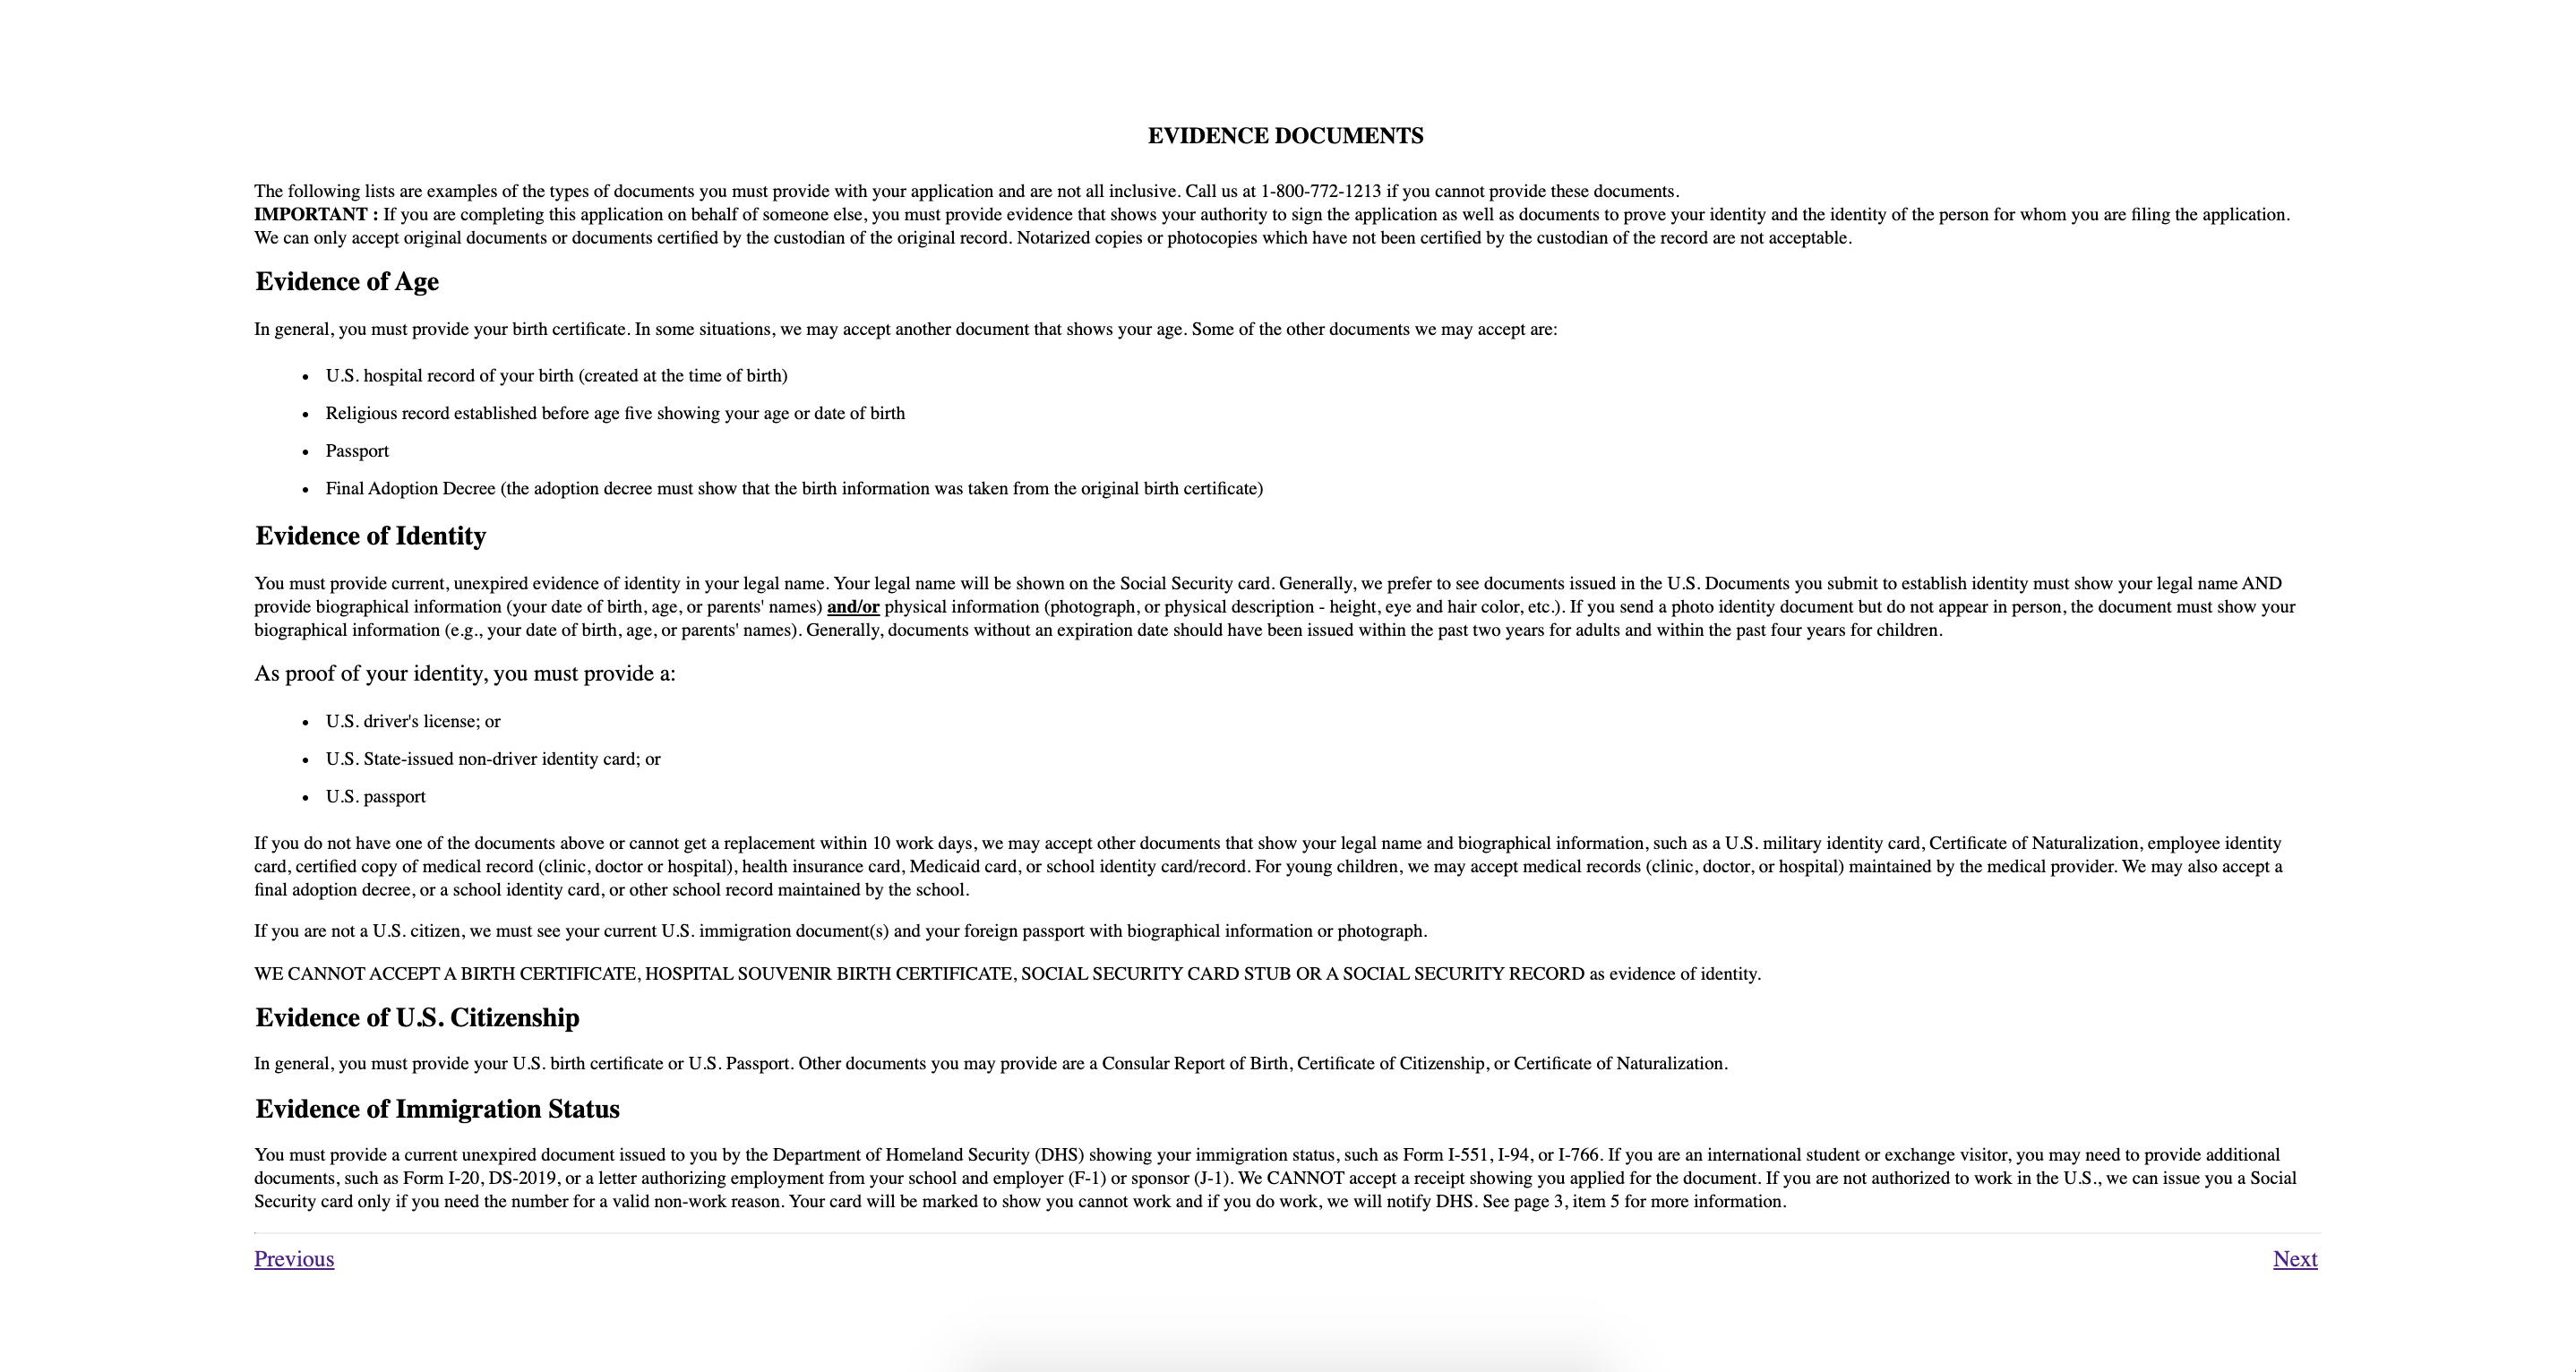 EVIDENCE DOCUMENTS
The following lists are examples of the types of documents you must provide with your application and are not all inclusive. Call us at 1-800-772-1213 if you cannot provide these documents.
IMPORTANT : If you are completing this application on behalf of someone else, you must provide evidence that shows your authority to sign the application as well as documents to prove your identity and the identity of the person for whom you are filing the application.
We can only accept original documents or documents certified by the custodian of the original record. Notarized copies or photocopies which have not been certified by the custodian of the record are not acceptable.
Evidence of Age
In general, you must provide your birth certificate. In some situations, we may accept another document that shows your age. Some of the other documents we may accept are:
• U.S. hospital record of your birth (created at the time of birth)
• Religious record established before age five showing your age or date of birth
• Passport
• Final Adoption Decree (the adoption decree must show that the birth information was taken from the original birth certificate)
Evidence of Identity
You must provide current, unexpired evidence of identity in your legal name. Your legal name will be shown on the Social Security card. Generally, we prefer to see documents issued in the U.S. Documents you submit to establish identity must show your legal name AND
provide biographical information (your date of birth, age, or parents' names) and/or physical information (photograph, or physical description - height, eye and hair color, etc.). If you send a photo identity document but do not appear in person, the document must show your
biographical information (e.g., your date of birth, age, or parents' names). Generally, documents without an expiration date should have been issued within the past two years for adults and within the past four years for children.
As proof of your identity, you must provide a:
• U.S. driver's license; or
• U.S. State-issued non-driver identity card; or
• U.S. passport
If you do not have one of the documents above or cannot get a replacement within 10 work days, we may accept other documents that show your legal name and biographical information, such as a U.S. military identity card, Certificate of Naturalization, employee identity
card, certified copy of medical record (clinic, doctor or hospital), health insurance card, Medicaid card, or school identity card/record. For young children, we may accept medical records (clinic, doctor, or hospital) maintained by the medical provider. We may also accept a
final adoption decree, or a school identity card, or other school record maintained by the school.
If you are not a U.S. citizen, we must see your current U.S. immigration document(s) and your foreign passport with biographical information or photograph.
WE CANNOT ACCEPT A BIRTH CERTIFICATE, HOSPITAL SOUVENIR BIRTH CERTIFICATE, SOCIAL SECURITY CARD STUB OR A SOCIAL SECURITY RECORD as evidence of identity.
Evidence of U.S. Citizenship
In general, you must provide your U.S. birth certificate or U.S. Passport. Other documents you may provide are a Consular Report of Birth, Certificate of Citizenship, or Certificate of Naturalization.
Evidence of Immigration Status
You must provide a current unexpired document issued to you by the Department of Homeland Security (DHS) showing your immigration status, such as Form I-551, I-94, or I-766. If you are an international student or exchange visitor, you may need to provide additional
documents, such as Form I-20, DS-2019, or a letter authorizing employment from your school and employer (F-1) or sponsor (J-1). We CANNOT accept a receipt showing you applied for the document. If you are not authorized to work in the U.S., we can issue you a Social
Security card only if you need the number for a valid non-work reason. Your card will be marked to show you cannot work and if you do work, we will notify DHS. See page 3, item 5 for more information.
Previous
Next